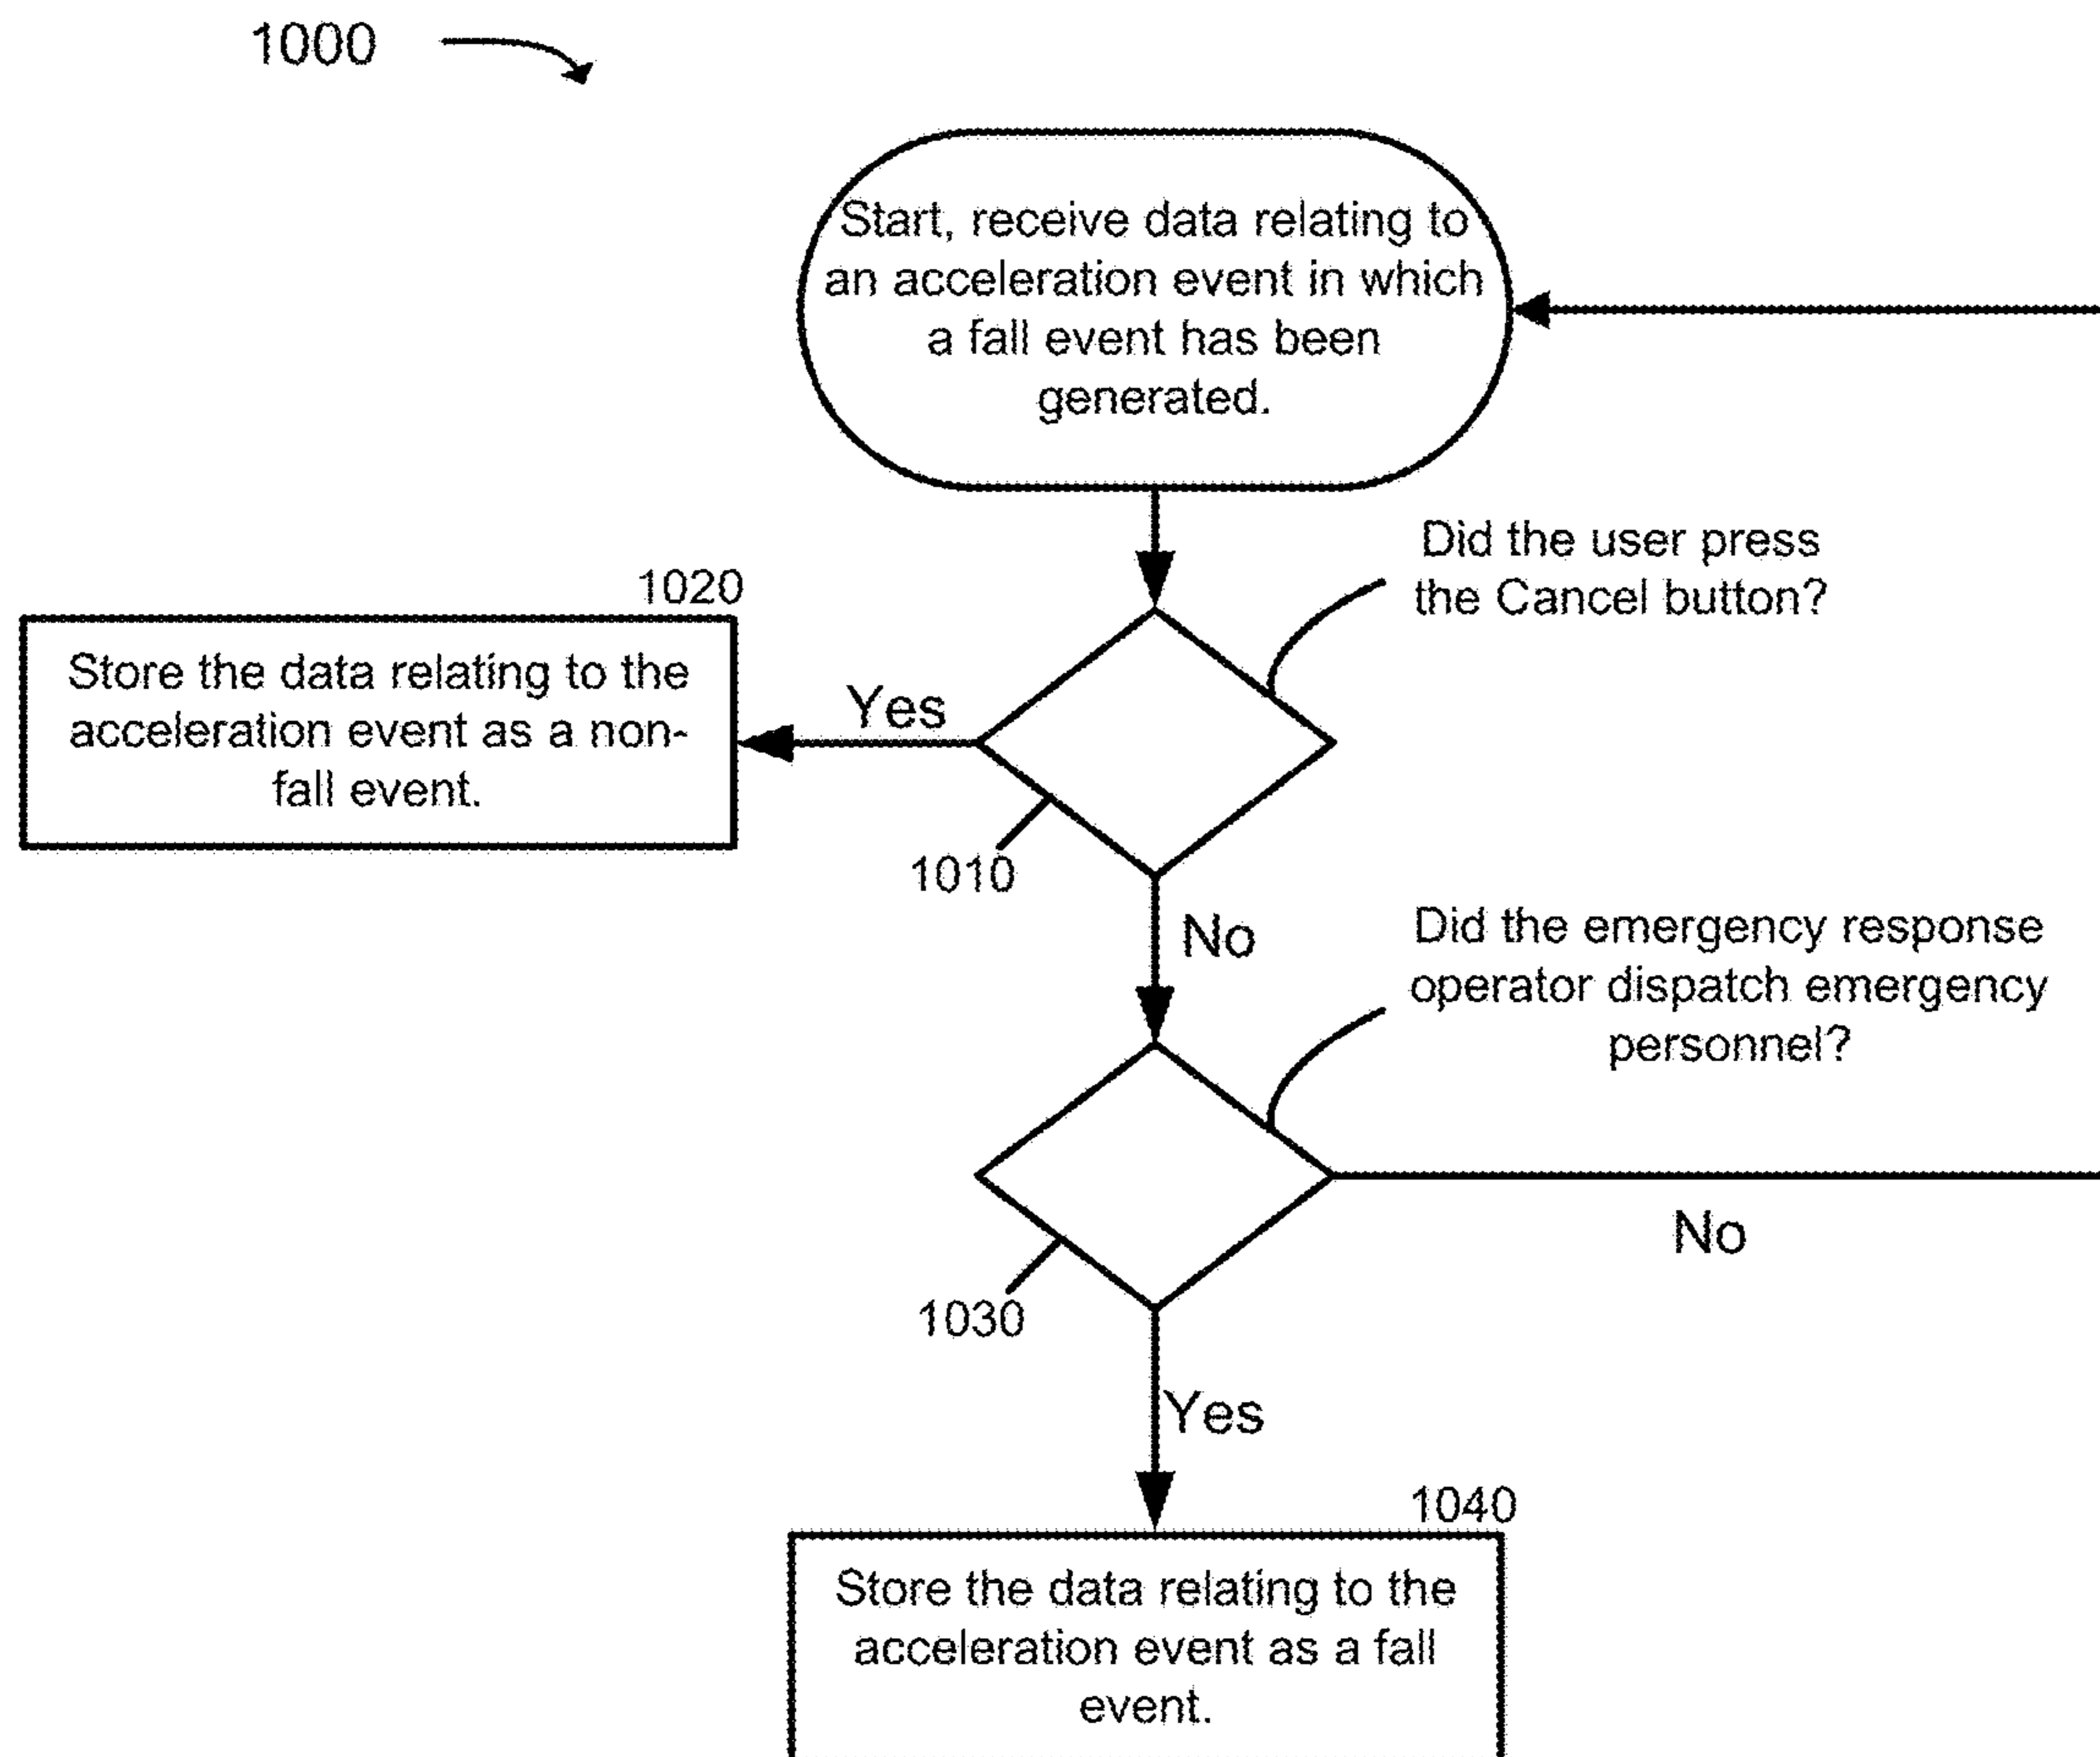 1000
Start, receive data relating to
an acceleration event in which
a fall event has been
generated.
Did the user press
the Cancel button?
1020
Store the data relating to the
acceleration event as a non-
fall event.
Yes
1010
No
Did the emergency response
operator dispatch emergency
personnel?
No
1030
Yes
1040
Store the data relating to the
acceleration event as a fall
event.